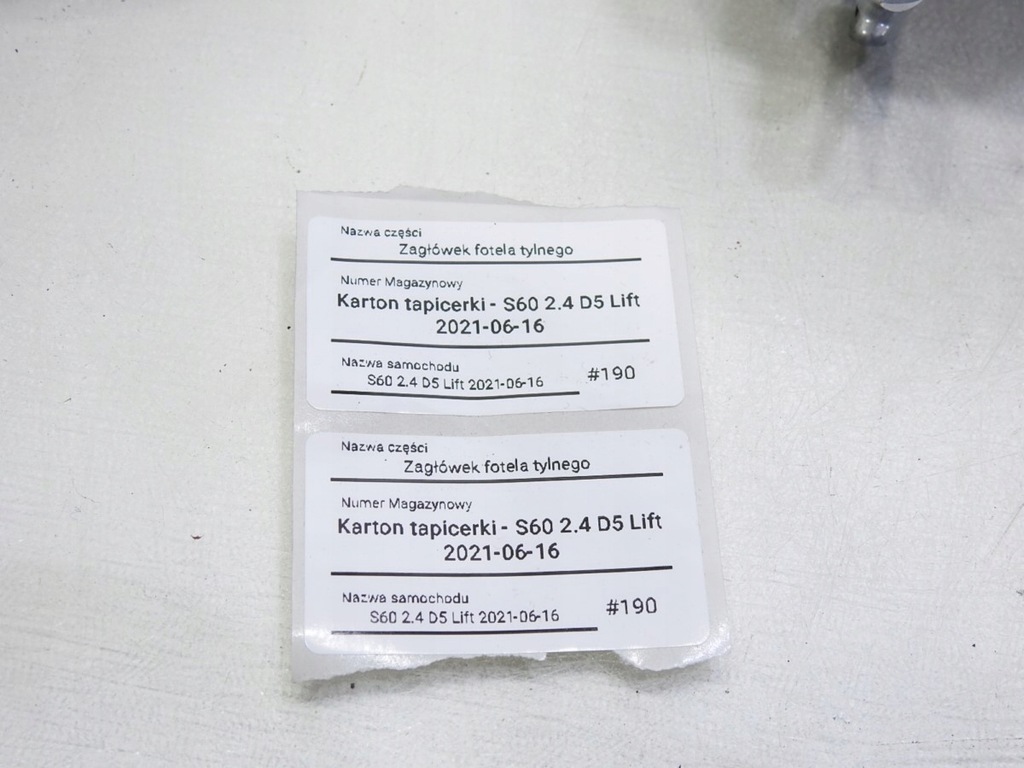 Nazwa części
Zagłówek fotela tylnego
Numer Magazynowy
Karton tapicerki - S60 2.4 D5 Lift
2021-06-16
Nazwa samochodu
S60 2.4 D5 Lift 2021-06-16
#190
Nazwa części
Zagłówek fotela tylnego
Numer Magazynowy
Karton tapicerki - S60 2.4 D5 Lift
2021-06-16
Nazwa samochodu
S60 2.4 D5 Lift 2021-06-16
#190